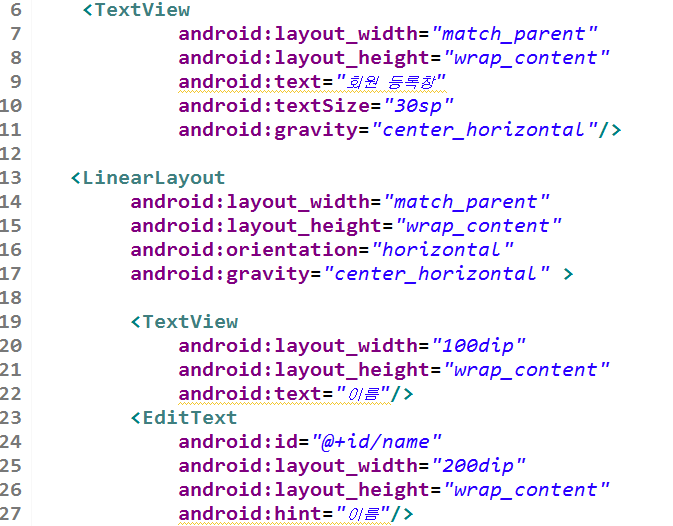 6 <TextView
7 android:layout_width="match_parent"
8 android:layout_height="wrap_content"
9 android:text="회원 등록창"
10 android:textSize="30sp"
11 android:gravity="center_horizontal"/>
12
13 <LinearLayout
14 android:layout_width="match_parent"
15 android:layout_height="wrap_content"
16 android:orientation="horizontal"
17 android:gravity="center_horizontal" >
18
19 <TextView
20 android:layout_width="100dip"
21 android:layout_height="wrap_content"
22 android:text="이름"/>
23 <EditText
24 android:id="@+id/name"
25 android:layout_width="200dip"
26 android:layout_height="wrap_content"
27 android:hint="이름"/>